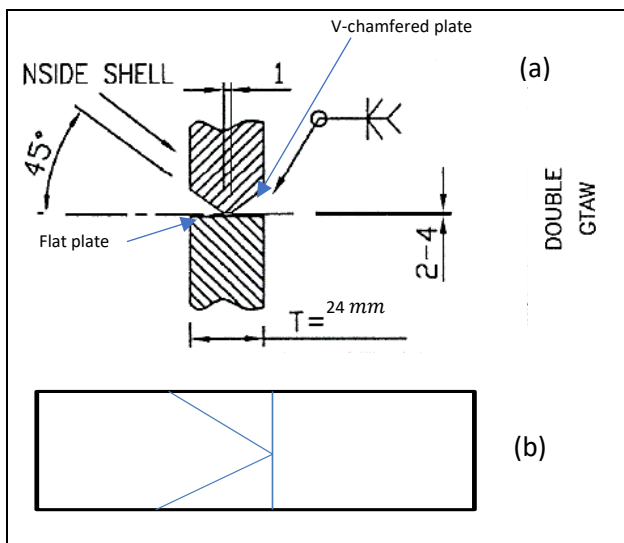 V-chamfered plate
(a)
NSIDE SHELL
1
45°
Flat plate
2-4
DOUBLE
GTAW
T= 24 mm
(b)